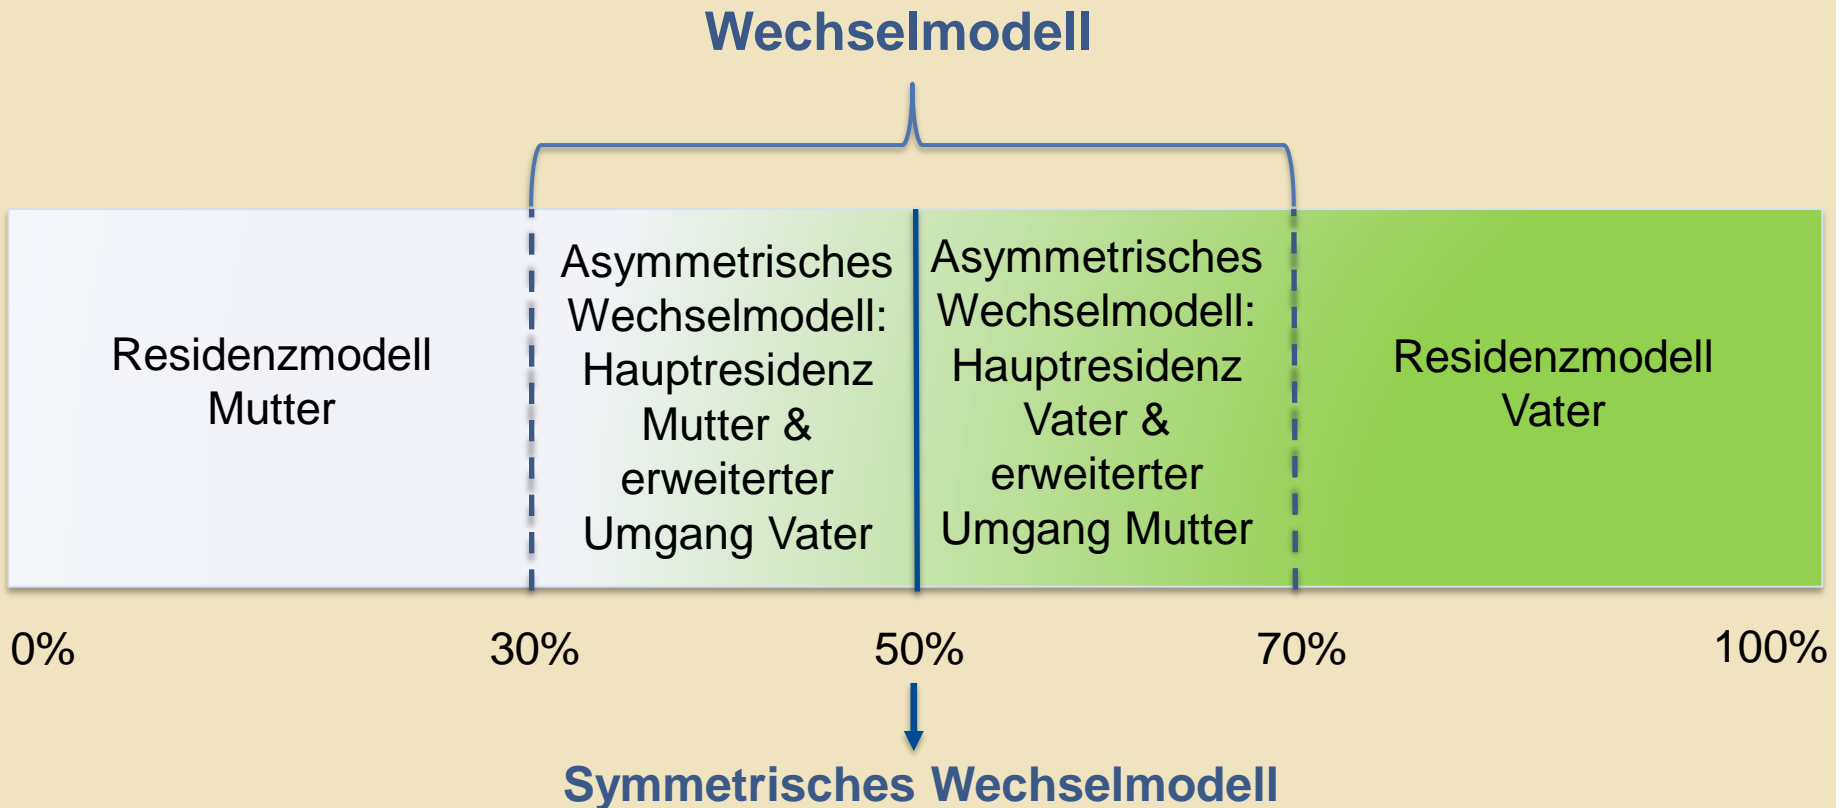 Wechselmodell
Residenzmodell
Mutter
Asymmetrisches
Wechselmodell:
Hauptresidenz
Mutter &
erweiterter
Umgang Vater
Asymmetrisches
Wechselmodell:
Hauptresidenz
Vater &
erweiterter
Umgang Mutter
Residenzmodell
Vater
0%
30%
50%
70%
100%
Symmetrisches Wechselmodell